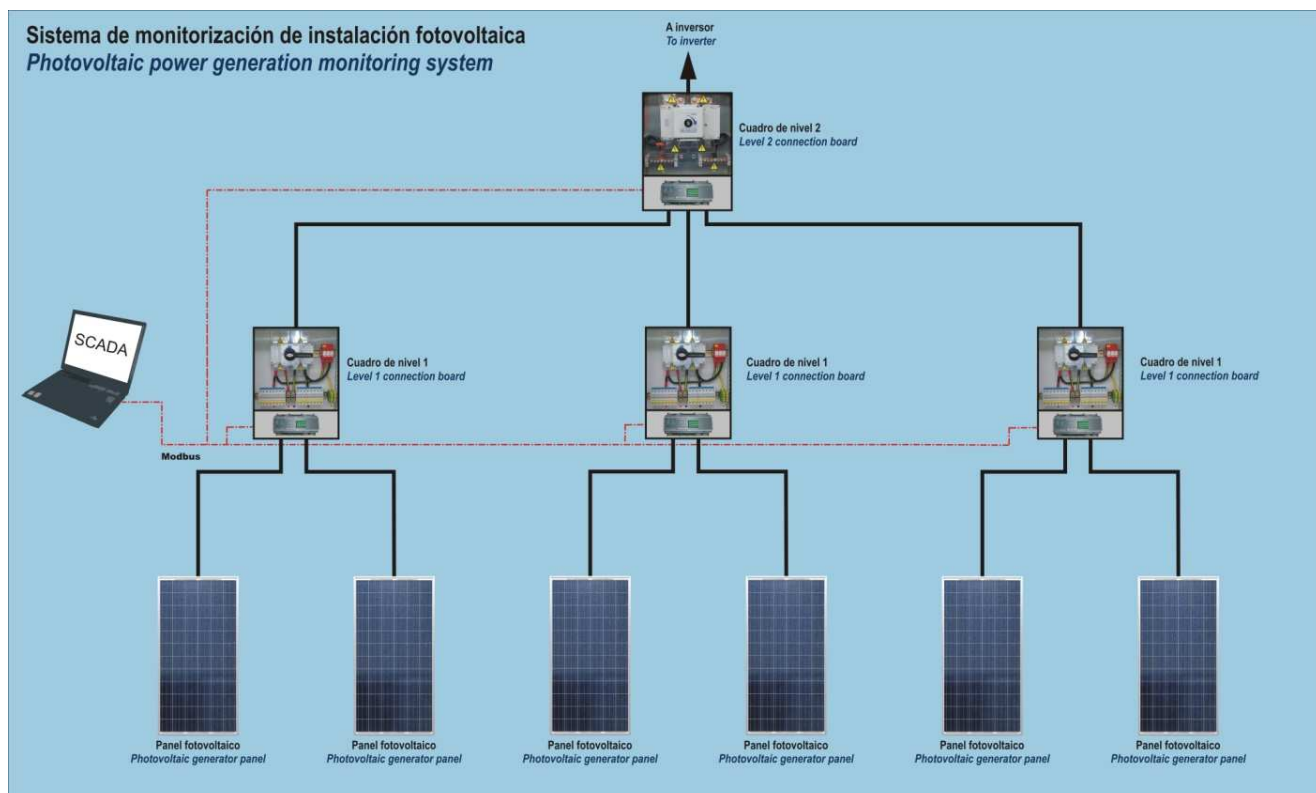 Sistema de monitorización de instalación fotovoltaica
Photovoltaic power generation monitoring system
A inversor
To inverter
Cuadro de nivel 2
Level 2 connection board
SCADA
Cuadro de nivel 1
Level 1 connection board
Cuadro de nivel 1
Level 1 connection board
Cuadro de nivel 1
Level 1 connection board
Modbus
Panel fotovoltaico
Photovoltaic generator panel
Panel fotovoltaico
Photovoltaic generator panel
Panel fotovoltaico
Photovoltaic generator panel
Panel fotovoltaico
Photovoltaic generator panel
Panel fotovoltaico
Photovoltaic generator panel
Panel fotovoltaico
Photovoltaic generator panel